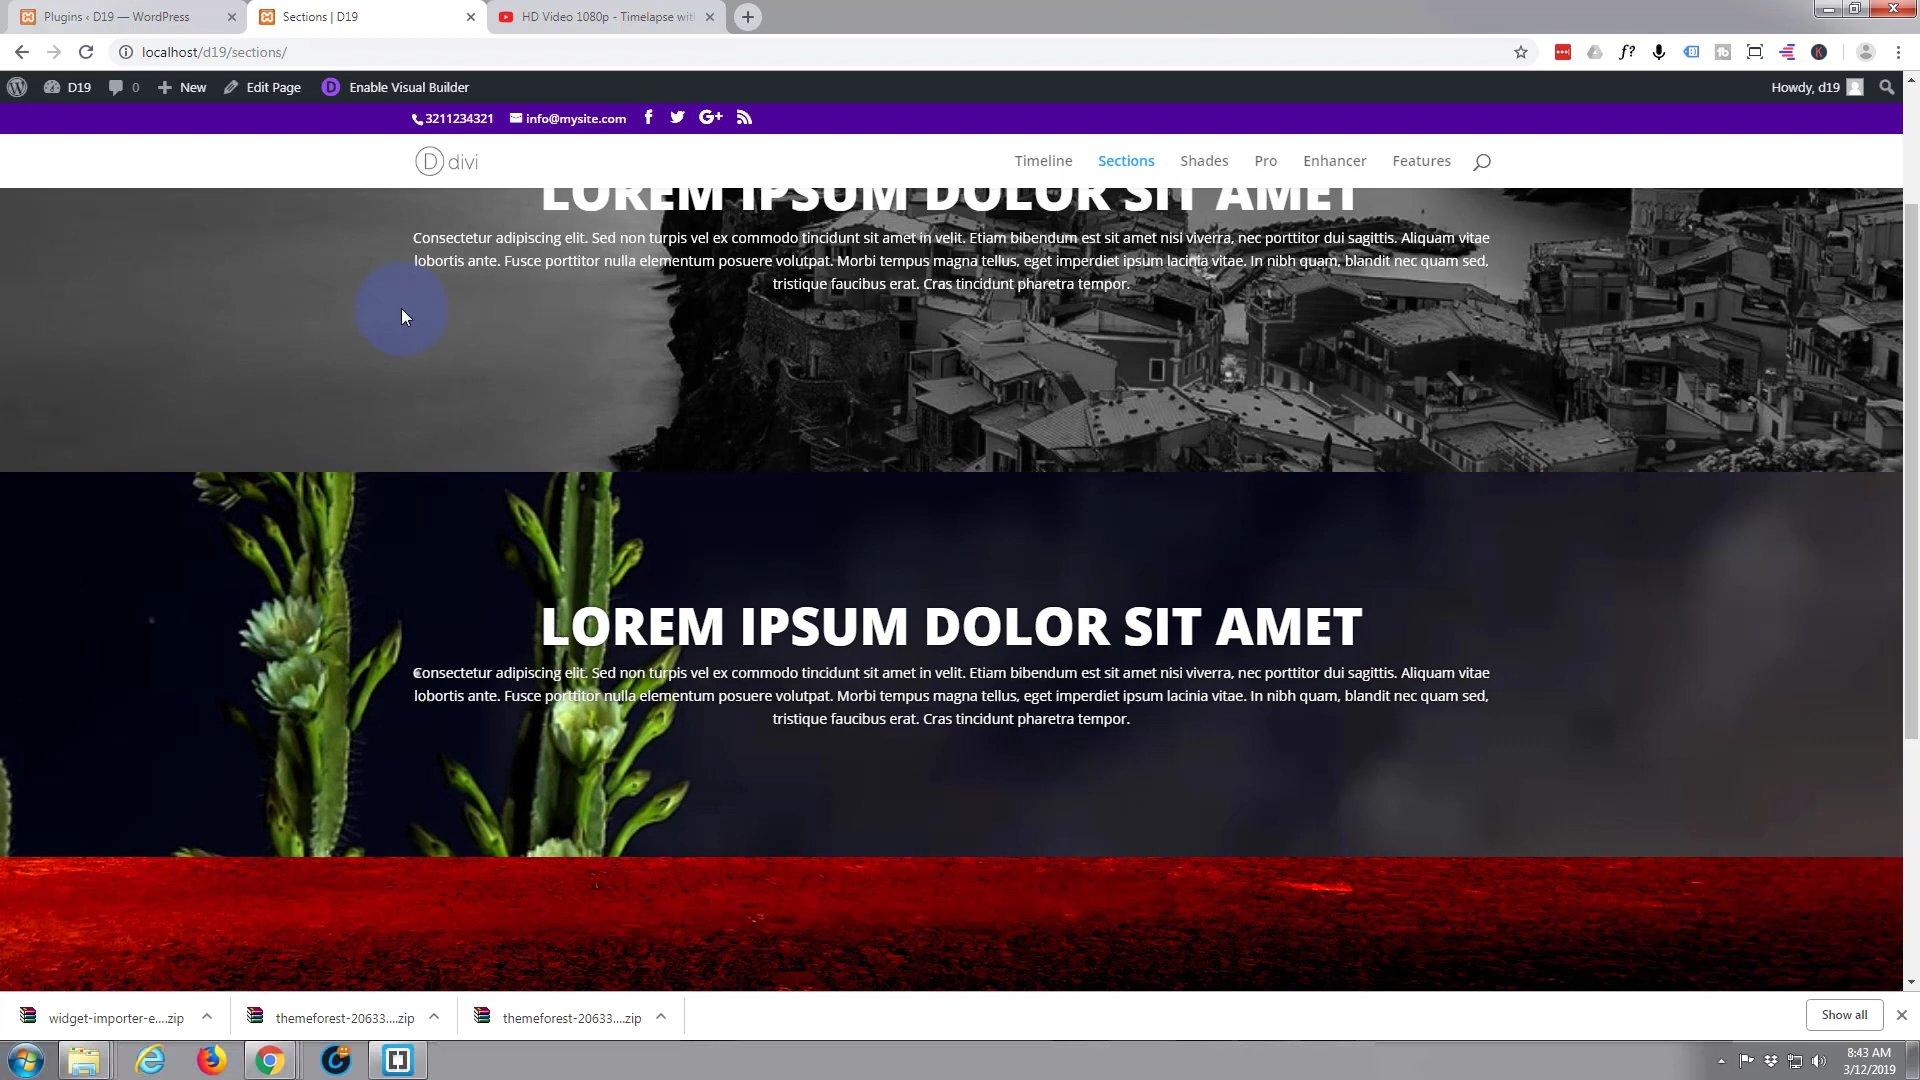 Plugins ‹ D19 — WordPress
Sections | D19
HD Video 1080p - Timelapse wit
localhost/d19/sections/
D19
0
New
Edit Page
Enable Visual Builder
Howdy, d19
3211234321
info@mysite.com
divi
Timeline
Sections
Shades
Pro
Enhancer
Features
LOREM IPSUM DOLOR SIT AMET
Consectetur adipiscing elit. Sed non turpis vel ex commodo tincidunt sit amet in velit. Etiam bibendum est sit amet nisi viverra, nec porttitor dui sagittis. Aliquam vitae
lobortis ante. Fusce porttitor nulla elementum posuere volutpat. Morbi tempus magna tellus, eget imperdiet ipsum lacinia vitae. In nibh quam, blandit nec quam sed,
tristique faucibus erat. Cras tincidunt pharetra tempor.
LOREM IPSUM DOLOR SIT AMET
Consectetur adipiscing elit. Sed non turpis vel ex commodo tincidunt sit amet in velit. Etiam bibendum est sit amet nisi viverra, nec porttitor dui sagittis. Aliquam vitae
lobortis ante. Fusce porttitor nulla elementum posuere volutpat. Morbi tempus magna tellus, eget imperdiet ipsum lacinia vitae. In nibh quam, blandit nec quam sed,
tristique faucibus erat. Cras tincidunt pharetra tempor.
widget-importer-e....zip
themeforest-20633....zip
themeforest-20633....zip
Show all
8:43 AM
3/12/2019